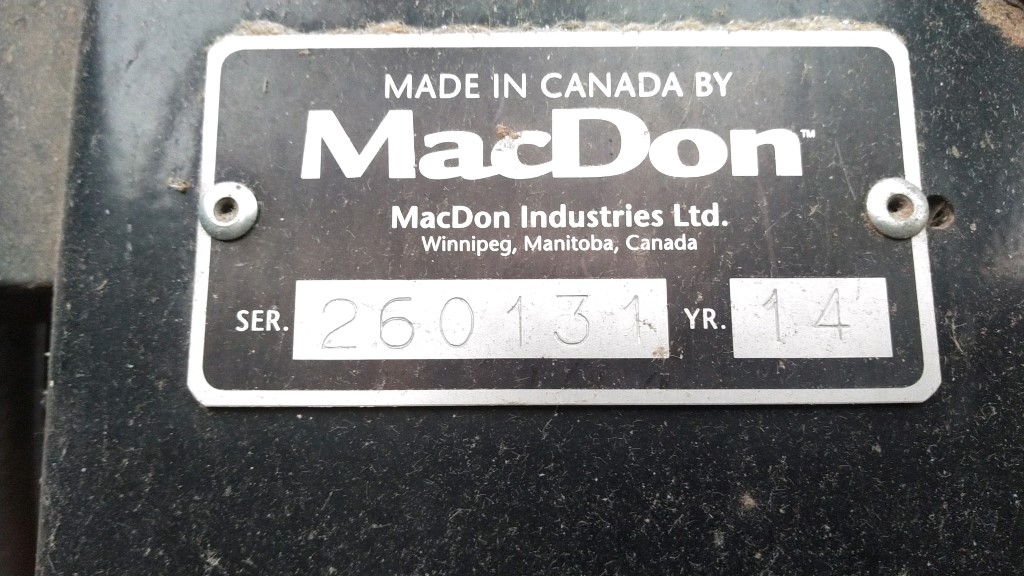 MADE IN CANADA BY
MacDon™
MacDon Industries Ltd.
Winnipeg, Manitoba, Canada
SER. 260131 YR. 14